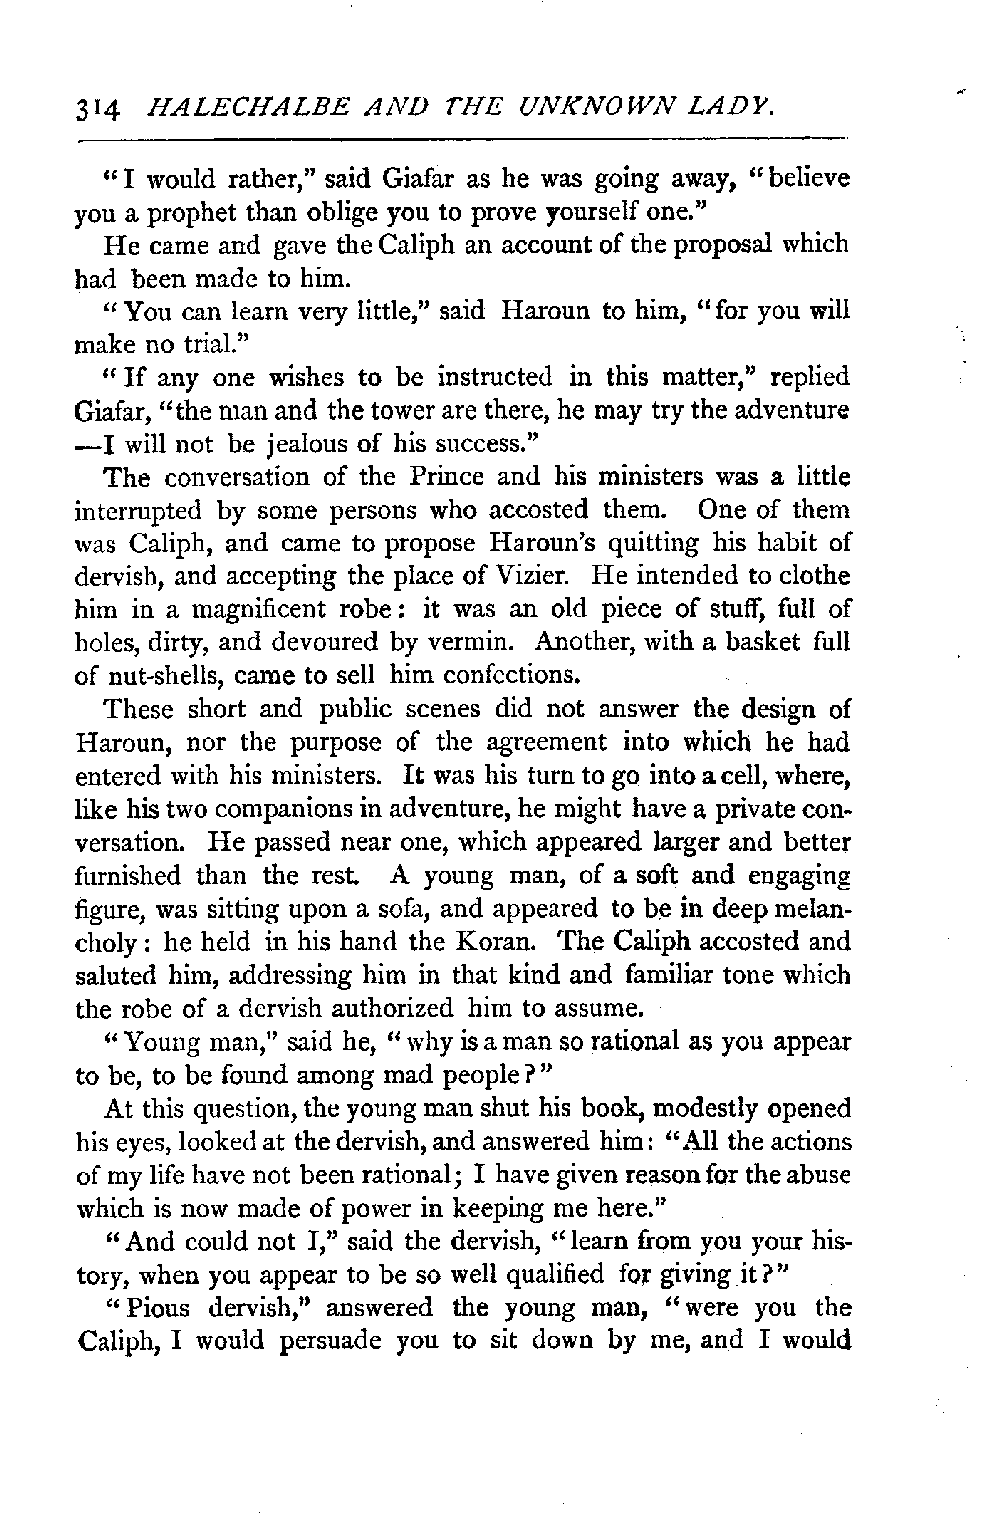 314 HALECHALBE AND THE UNKNOWN LADY.
“I would rather,” said Giafar as he was going away, “believe
you a prophet than oblige you to prove yourself one.”
He came and gave the Caliph an account of the proposal which
had been made to him.
“You can learn very little,” said Haroun to him, “for you will
make no trial.”
“If any one wishes to be instructed in this matter,” replied
Giafar, “the man and the tower are there, he may try the adventure
—I will not be jealous of his success.”
The conversation of the Prince and his ministers was a little
interrupted by some persons who accosted them. One of them
was Caliph, and came to propose Haroun’s quitting his habit of
dervish, and accepting the place of Vizier. He intended to clothe
him in a magnificent robe: it was an old piece of stuff, full of
holes, dirty, and devoured by vermin. Another, with a basket full
of nut-shells, came to sell him confections.
These short and public scenes did not answer the design of
Haroun, nor the purpose of the agreement into which he had
entered with his ministers. It was his turn to go into a cell, where,
like his two companions in adventure, he might have a private con-
versation. He passed near one, which appeared larger and better
furnished than the rest. A young man, of a soft and engaging
figure, was sitting upon a sofa, and appeared to be in deep melan-
choly: he held in his hand the Koran. The Caliph accosted and
saluted him, addressing him in that kind and familiar tone which
the robe of a dervish authorized him to assume.
“Young man,” said he, “why is a man so rational as you appear
to be, to be found among mad people?”
At this question, the young man shut his book, modestly opened
his eyes, looked at the dervish, and answered him: “All the actions
of my life have not been rational; I have given reason for the abuse
which is now made of power in keeping me here.”
“And could not I,” said the dervish, “learn from you your his-
tory, when you appear to be so well qualified for giving it?”
“Pious dervish,” answered the young man, “were you the
Caliph, I would persuade you to sit down by me, and I would